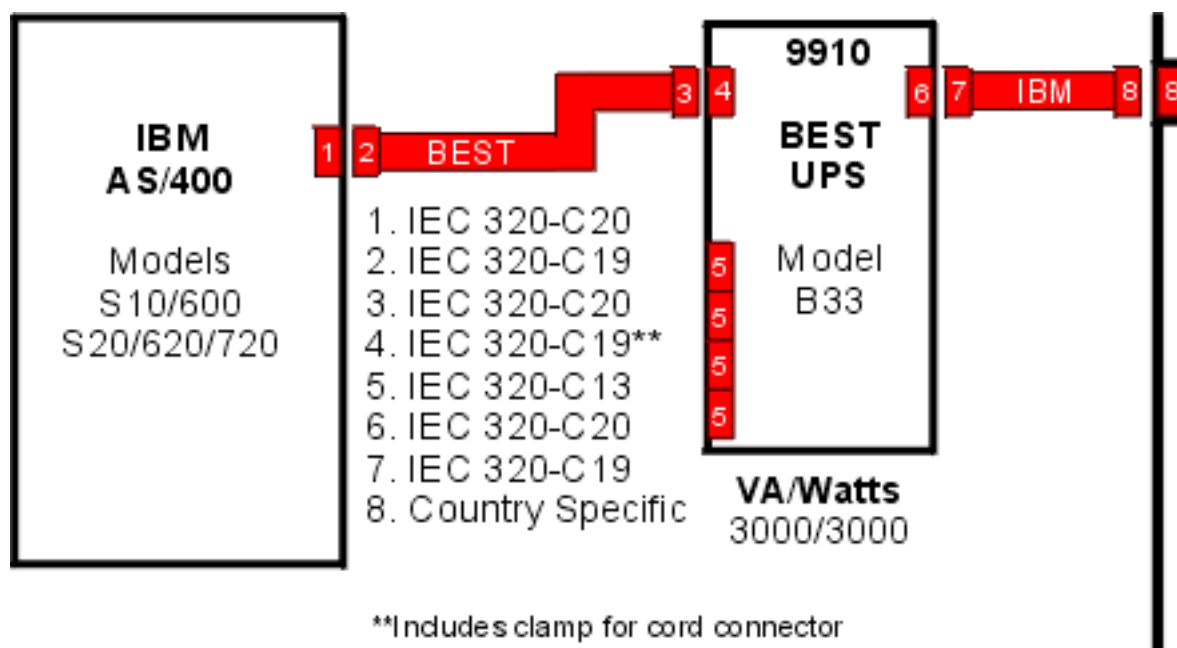 IBM
AS/400
Models
S10/600
S20/620/720
1
2
BEST
3
4
1. IEC 320-C20
2. IEC 320-C19
3. IEC 320-C20
4. IEC 320-C19**
5. IEC 320-C13
6. IEC 320-C20
7. IEC 320-C19
8. Country Specific
9910
BEST
UPS
Model
B33
5
5
5
5
6
7
IBM
8
8
VA/Watts
3000/3000
**Includes clamp for cord connector